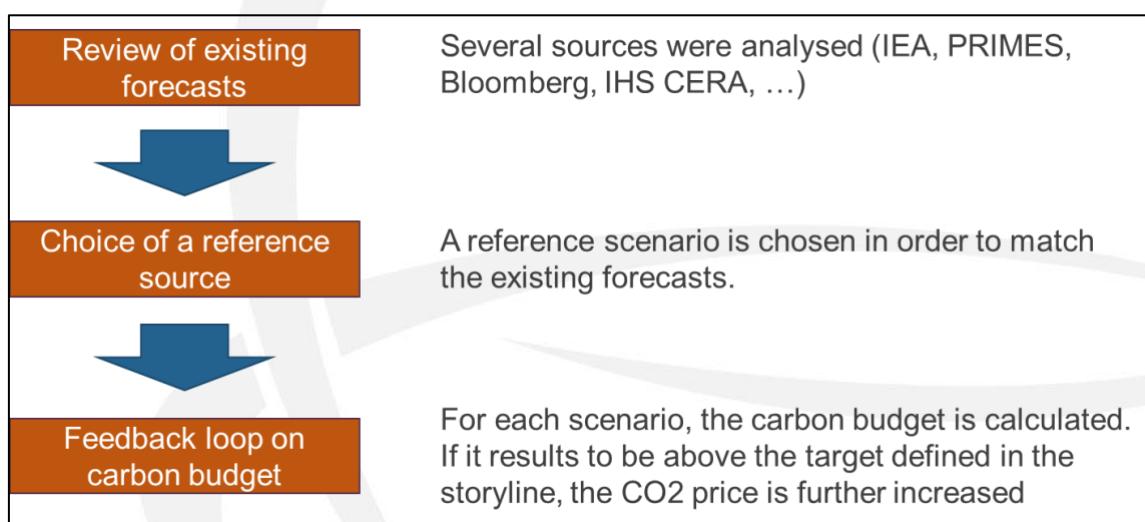 Review of existing
forecasts
Several sources were analysed (IEA, PRIMES,
Bloomberg, IHS CERA, …)
Choice of a reference
source
A reference scenario is chosen in order to match
the existing forecasts.
Feedback loop on
carbon budget
For each scenario, the carbon budget is calculated.
If it results to be above the target defined in the
storyline, the CO2 price is further increased